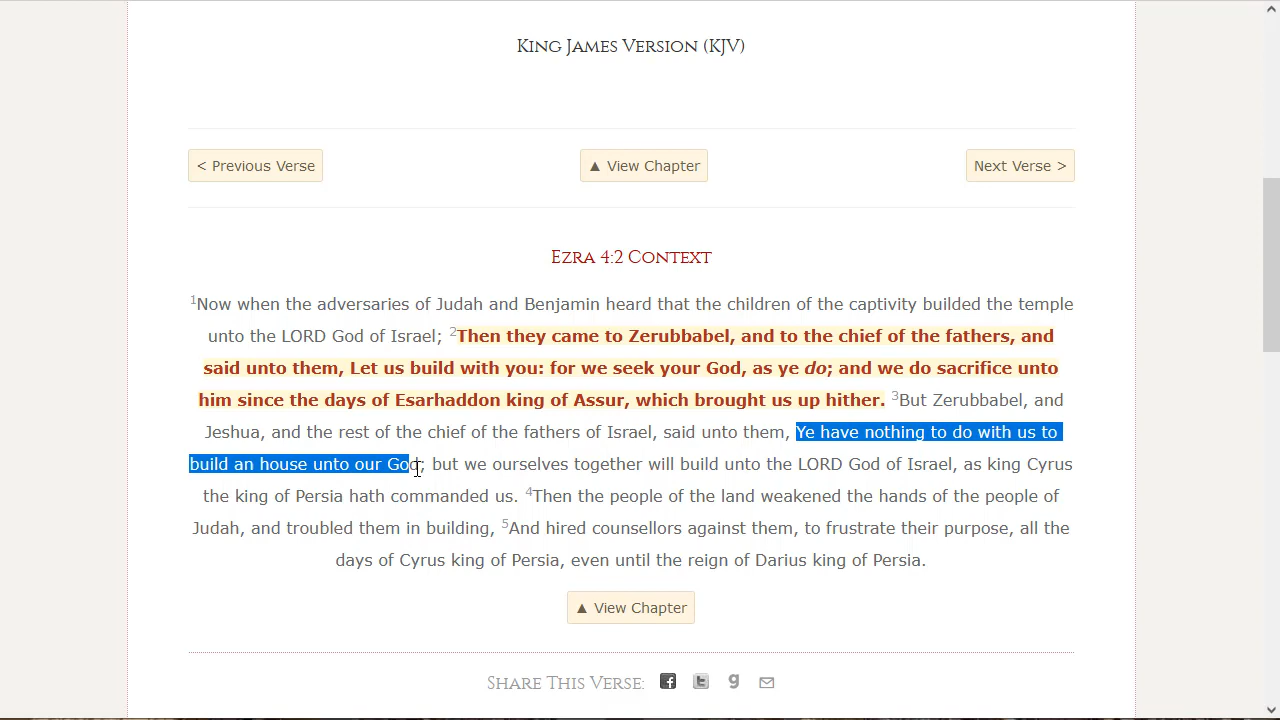 King James Version (KJV)
< Previous Verse
▲ View Chapter
Next Verse >
Ezra 4:2 Context
1Now when the adversaries of Judah and Benjamin heard that the children of the captivity builded the temple
unto the LORD God of Israel; 2Then they came to Zerubbabel, and to the chief of the fathers, and
said unto them, Let us build with you: for we seek your God, as ye do; and we do sacrifice unto
him since the days of Esarhaddon king of Assur, which brought us up hither. 3But Zerubbabel, and
Jeshua, and the rest of the chief of the fathers of Israel, said unto them, Ye have nothing to do with us to
build an house unto our God; but we ourselves together will build unto the LORD God of Israel, as king Cyrus
the king of Persia hath commanded us. 4Then the people of the land weakened the hands of the people of
Judah, and troubled them in building, 5And hired counsellors against them, to frustrate their purpose, all the
days of Cyrus king of Persia, even until the reign of Darius king of Persia.
▲ View Chapter
Share This Verse: